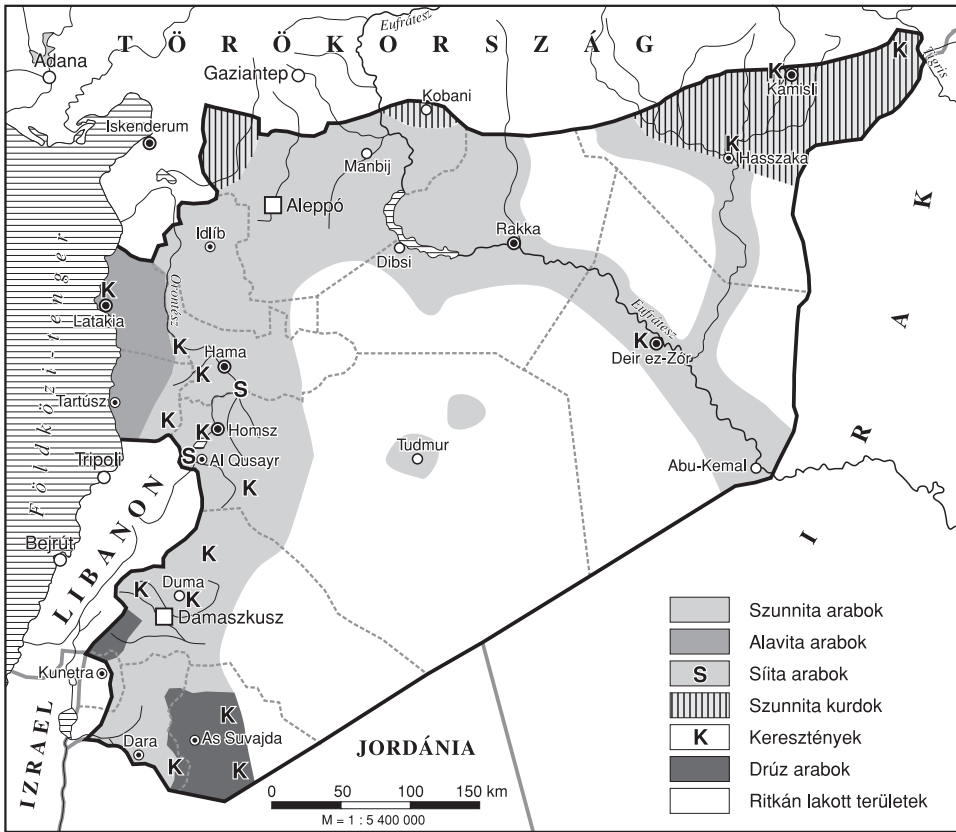 TÖRÖKORSZÁG
Eufrátesz
Adana
Gaziantep
Kobani
K
K
Kamisli
Tigris
Iskenderum
Manbij
K
Hasszaka
Aleppó
Idlíb
Rakka
Dibsi
Földközi-tenger
K
Latakia
Orontész
Eufrátesz
K
Deir ez-Zór
K
Hama
K
S
Tartúsz
K
K
Homsz
S
Al Qusayr
Tudmur
Abu-Kemal
IRAK
Tripoli
K
LIBANON
Bejrút
K
K
Duma
K
Damaszkusz
Kunetra
K
As Suvajda
Dara
K
K
IZRAEL
JORDÁNIA
0 50 100 150 km
M = 1 : 5 400 000
Szunnita arabok
Alavita arabok
S Síita arabok
Szunnita kurdok
K Keresztények
Drúz arabok
Ritkán lakott területek